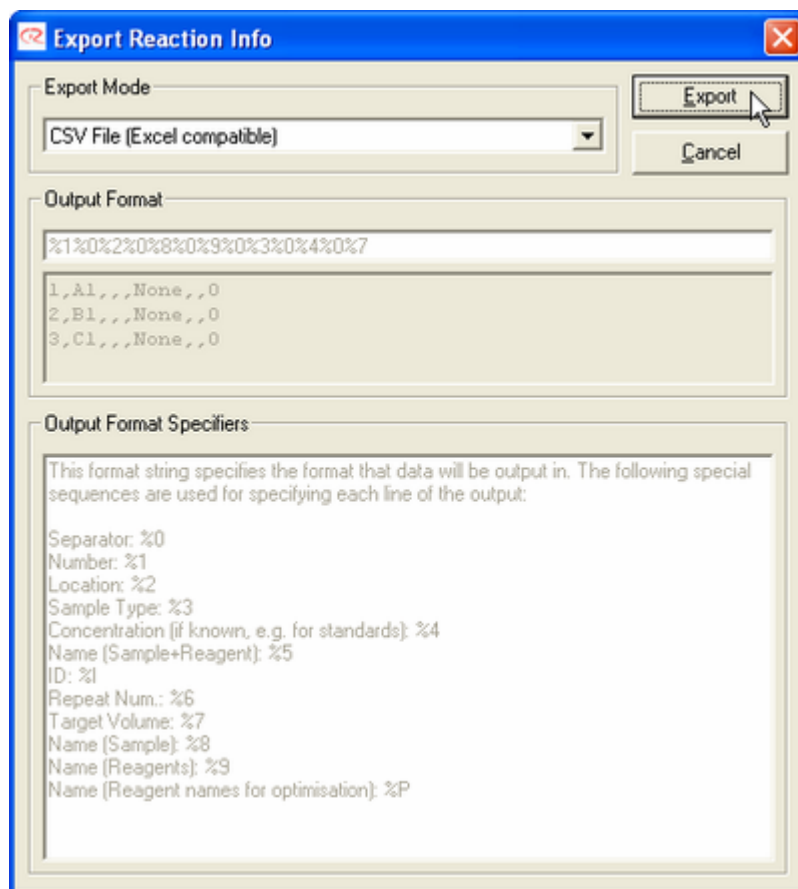 Export Reaction Info
Export Mode
CSV File (Excel compatible)
Export
Cancel
Output Format
%1%0%2%0%8%0%9%0%3%0%4%0%7
1,A1,,,None,,0
2,B1,,,None,,0
3,C1,,,None,,0
Output Format Specifiers
This format string specifies the format that data will be output in. The following special
sequences are used for specifying each line of the output:
Separator: %0
Number: %1
Location: %2
Sample Type: %3
Concentration (if known, e.g. for standards): %4
Name (Sample+Reagent): %5
ID: %I
Repeat Num.: %6
Target Volume: %7
Name (Sample): %8
Name (Reagents): %9
Name (Reagent names for optimisation): %P